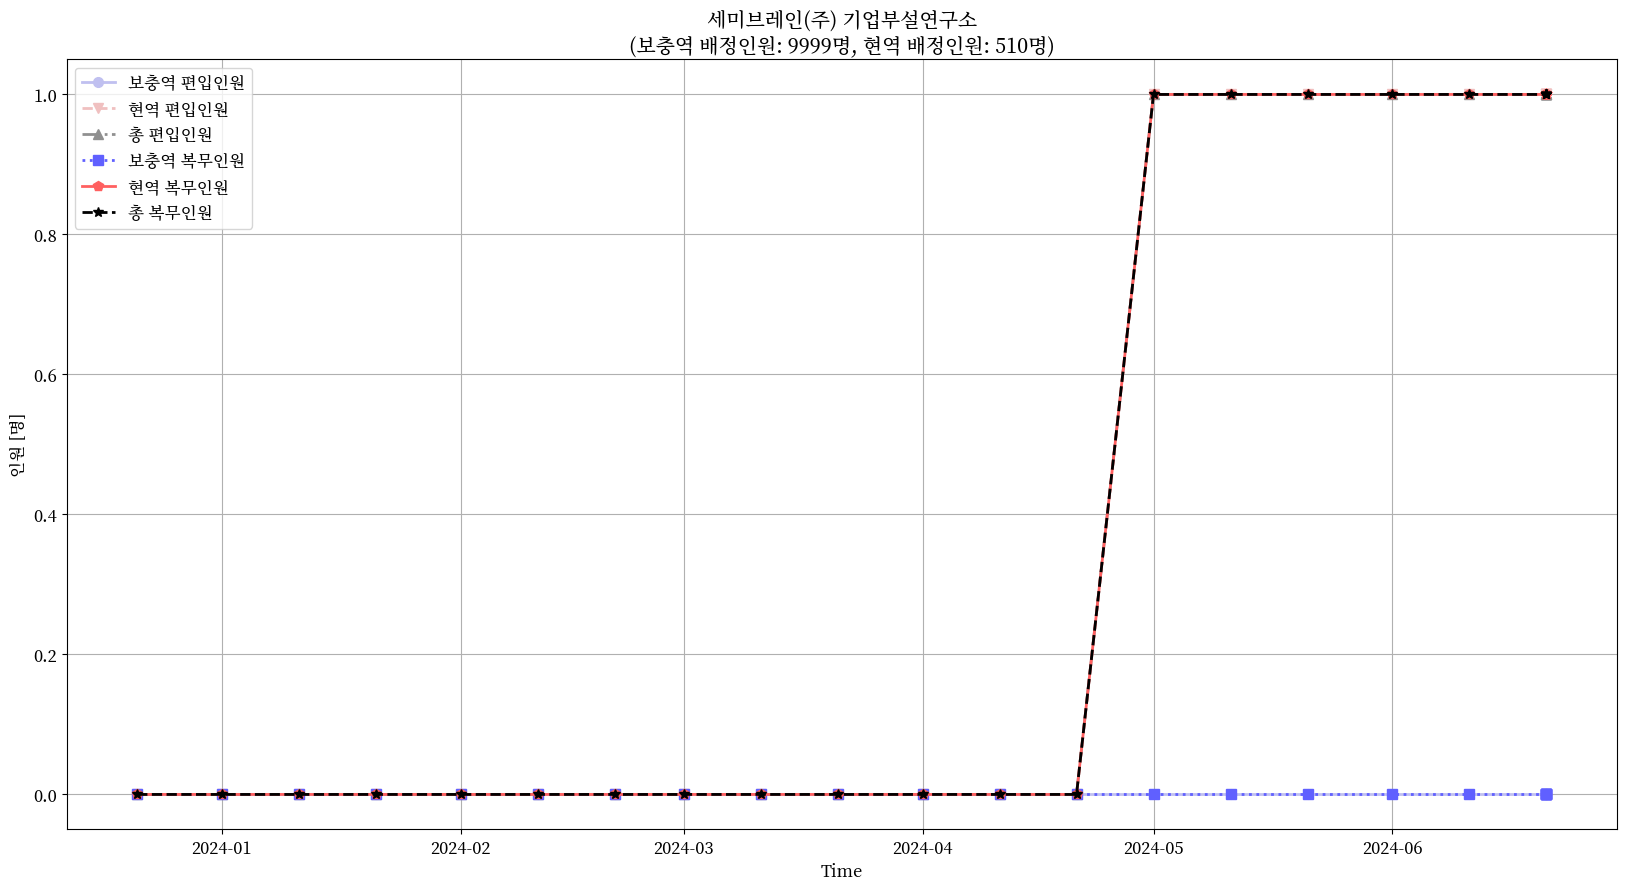 세미브레인(주) 기업부설연구소
(보충역 배정인원: 9999명, 현역 배정인원: 510명)
보충역 편입인원
현역 편입인원
총 편입인원
보충역 복무인원
현역 복무인원
총 복무인원
인원 [명]
1.0
0.8
0.6
0.4
0.2
0.0
2024-01
2024-02
2024-03
2024-04
2024-05
2024-06
Time